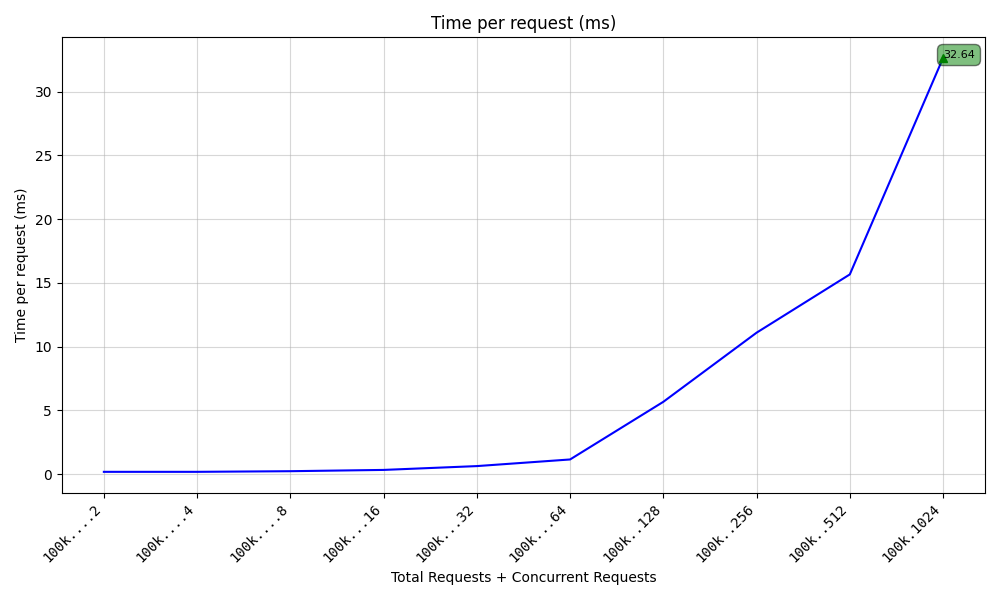 Time per request (ms)
32.64
Time per request (ms)
30
25
20
15
10
5
0
100k....2
100k....4
100k....8
100k...16
100k...32
100k...64
100k..128
100k..256
100k..512
100k.1024
Total Requests + Concurrent Requests